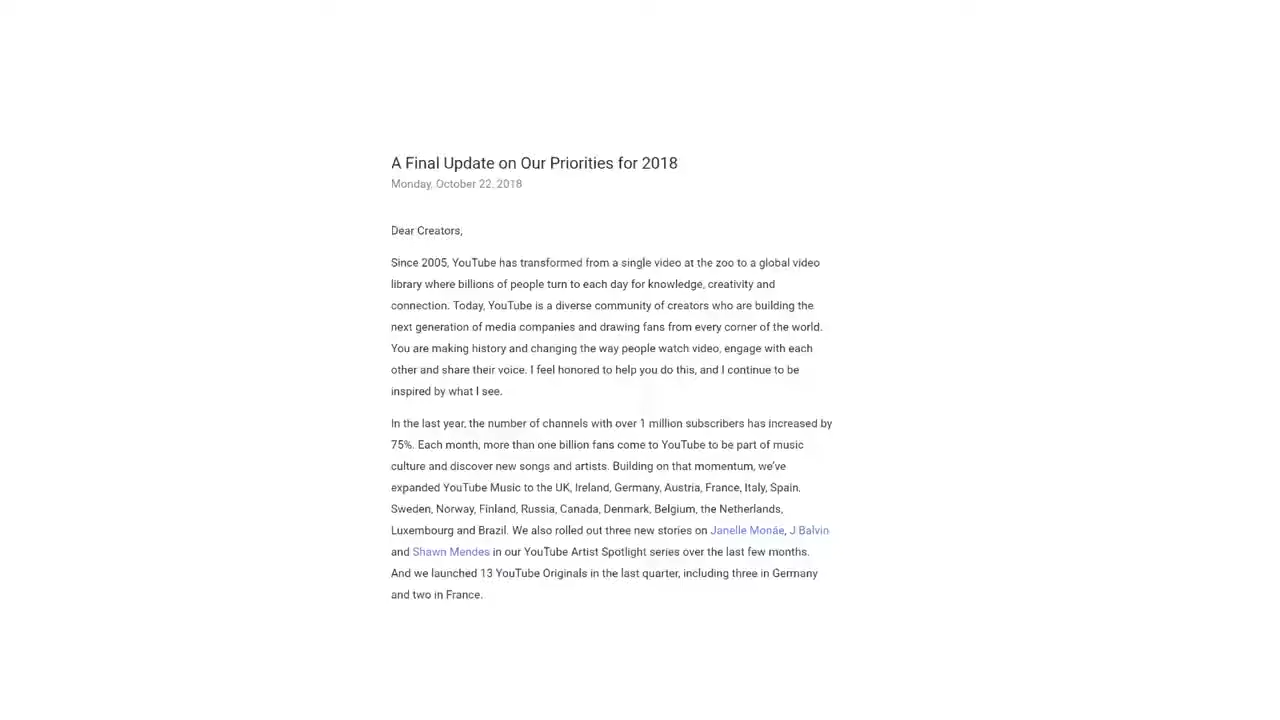 A Final Update on Our Priorities for 2018
Monday, October 22, 2018
Dear Creators,
Since 2005, YouTube has transformed from a single video at the zoo to a global video
library where billions of people turn to each day for knowledge, creativity and
connection. Today, YouTube is a diverse community of creators who are building the
next generation of media companies and drawing fans from every corner of the world.
You are making history and changing the way people watch video, engage with each
other and share their voice. I feel honored to help you do this, and I continue to be
inspired by what I see.
In the last year, the number of channels with over 1 million subscribers has increased by
75%. Each month, more than one billion fans come to YouTube to be part of music
culture and discover new songs and artists. Building on that momentum, we've
expanded YouTube Music to the UK, Ireland, Germany, Austria, France, Italy, Spain,
Sweden, Norway, Finland, Russia, Canada, Denmark, Belgium, the Netherlands,
Luxembourg and Brazil. We also rolled out three new stories on Janelle Monáe, J Balvin
and Shawn Mendes in our YouTube Artist Spotlight series over the last few months.
And we launched 13 YouTube Originals in the last quarter, including three in Germany
and two in France.